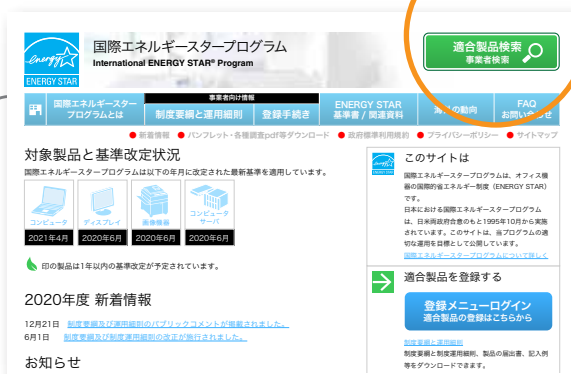 energy
ENERGY STAR
国際エネルギースタープログラム
International ENERGY STAR® Program
適合製品検索
事業者検索
国際エネルギースター
プログラムとは
事業者向け情報
制度要綱と運用細則
登録手続き
ENERGY STAR
基準書 / 関連資料
の動向
FAQ
お問い合わせ
新着情報
パンフレット・各種調査pdf等ダウンロード
政府標準利用規約
プライバシーポリシー
サイトマップ
対象製品と基準改定状況
国際エネルギースタープログラムは以下の年月に改定された最新基準を適用しています。
コンピュータ
ディスプレイ
画像機器
コンピュータ
サーバ
2021年4月
2020年6月
2020年6月
2020年6月
印の製品は1年以内の基準改定が予定されています。
2020年度 新着情報
12月21日 制度要綱及び運用細則のパブリックコメントが掲載されました。
6月1日 制度要綱及び制度運用細則の改正が施行されました。
お知らせ
このサイトは
国際エネルギースタープログラムは、オフィス機
器の国際的省エネルギー制度（ENERGY STAR）
です。
日本における国際エネルギースタープログラム
は、日米両政府合意のもと1995年10月から実施
されています。このサイトは、当プログラムの適
切な運用を目標として公開しています。
国際エネルギースタープログラムについて詳しく
適合製品を登録する
登録メニューログイン
適合製品の登録はこちらから
制度要綱と運用細則
制度要綱と制度運用細則、製品の届出書、記入例
等をダウンロードできます。